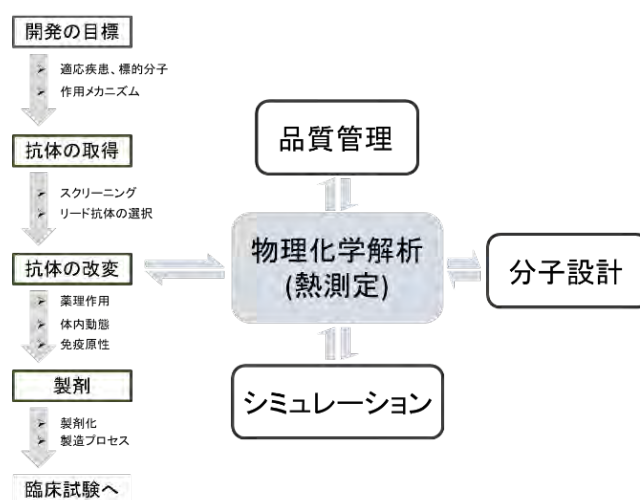 開発の目標
適応疾患、標的分子
作用メカニズム
抗体の取得
スクリーニング
リード抗体の選択
抗体の改変
薬理作用
体内動態
免疫原性
製剤
製剤化
製造プロセス
臨床試験へ
品質管理
物理化学解析
(熱測定)
分子設計
シミュレーション